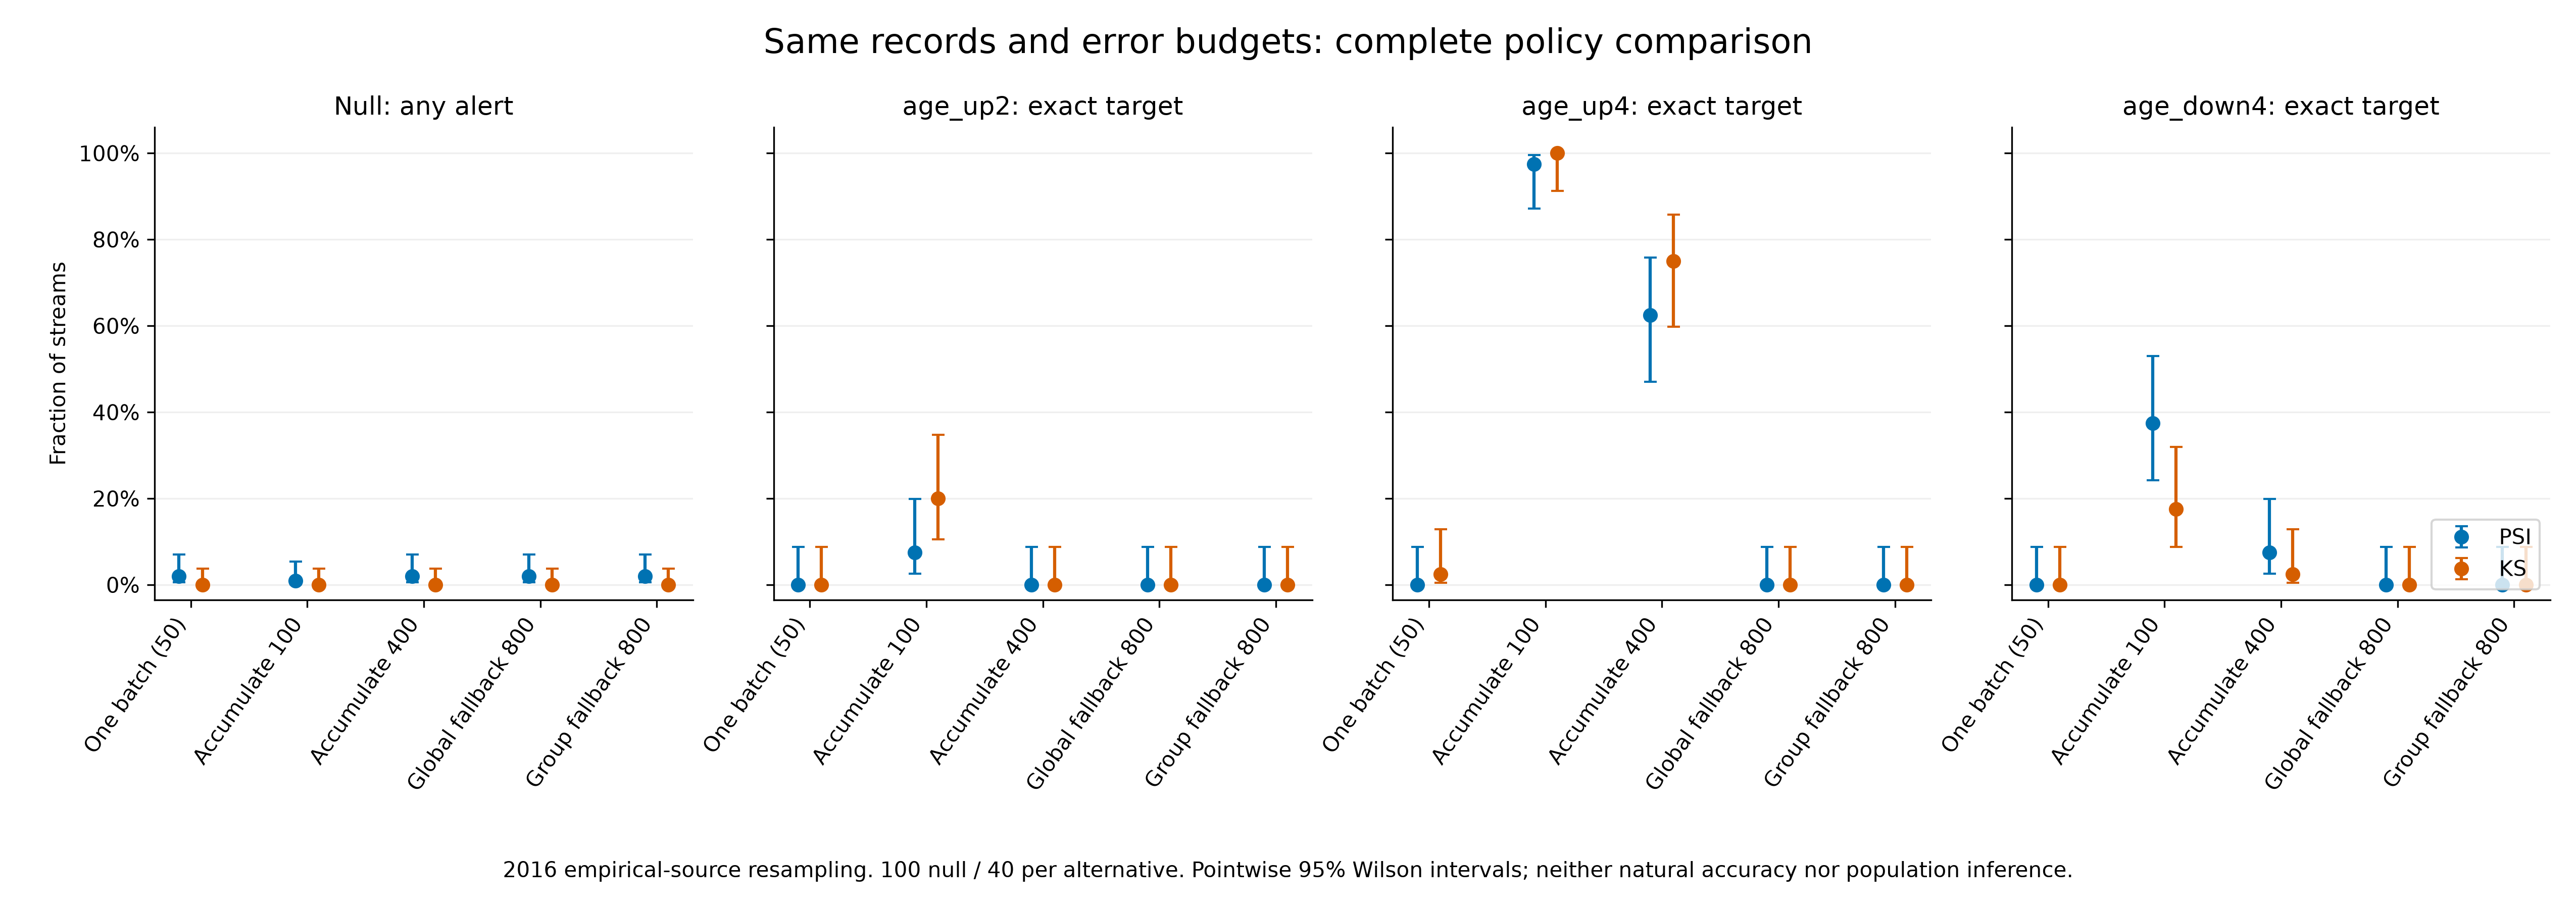 Same records and error budgets: complete policy comparison
Null: any alert
age_up2: exact target
age_up4: exact target
age_down4: exact target
Fraction of streams
100%
80%
60%
40%
20%
0%
One batch (50)
Accumulate 100
Accumulate 400
Global fallback 800
Group fallback 800
One batch (50)
Accumulate 100
Accumulate 400
Global fallback 800
Group fallback 800
One batch (50)
Accumulate 100
Accumulate 400
Global fallback 800
Group fallback 800
One batch (50)
Accumulate 100
Accumulate 400
Global fallback 800
Group fallback 800
PSI
KS
2016 empirical-source resampling. 100 null / 40 per alternative. Pointwise 95% Wilson intervals; neither natural accuracy nor population inference.